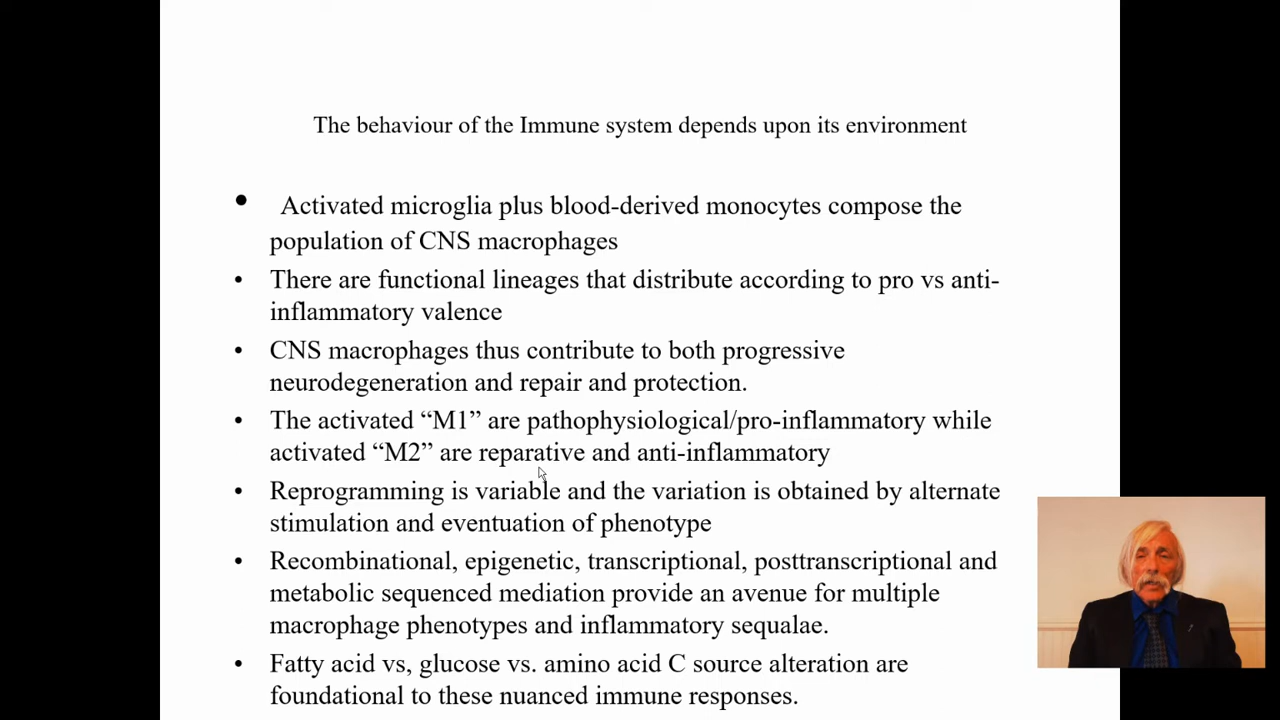 The behaviour of the Immune system depends upon its environment
• Activated microglia plus blood-derived monocytes compose the
population of CNS macrophages
• There are functional lineages that distribute according to pro vs anti-
inflammatory valence
• CNS macrophages thus contribute to both progressive
neurodegeneration and repair and protection.
• The activated “M1” are pathophysiological/pro-inflammatory while
activated “M2” are reparative and anti-inflammatory
• Reprogramming is variable and the variation is obtained by alternate
stimulation and eventuation of phenotype
• Recombinational, epigenetic, transcriptional, posttranscriptional and
metabolic sequenced mediation provide an avenue for multiple
macrophage phenotypes and inflammatory sequalae.
• Fatty acid vs, glucose vs. amino acid C source alteration are
foundational to these nuanced immune responses.